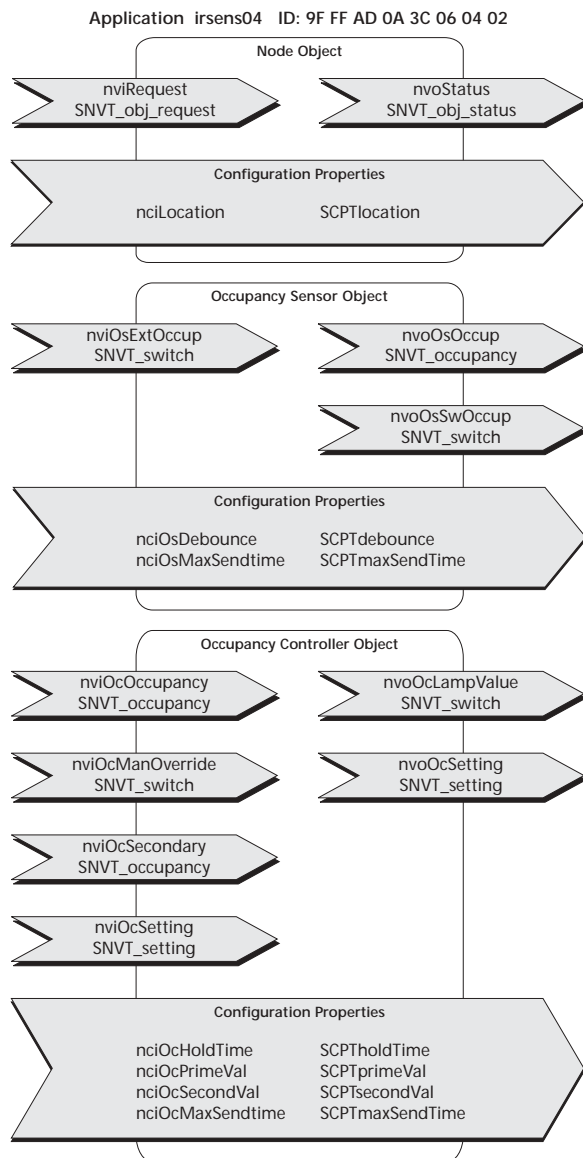 Application irsens04 ID: 9F FF AD 0A 3C 06 04 02
Node Object
nviRequest
SNVT_obj_request
nvoStatus
SNVT_obj_status
Configuration Properties
nciLocation SCPTlocation
Occupancy Sensor Object
nviOsExtOccup
SNVT_switch
nvoOsOccup
SNVT_occupancy
nvoOsSwOccup
SNVT_switch
Configuration Properties
nciOsDebounce SCPTdebounce
nciOsMaxSendtime SCPTmaxSendTime
Occupancy Controller Object
nviOcOccupancy
SNVT_occupancy
nvoOcLampValue
SNVT_switch
nviOcManOverride
SNVT_switch
nvoOcSetting
SNVT_setting
nviOcSecondary
SNVT_occupancy
nviOcSetting
SNVT_setting
Configuration Properties
nciOcHoldTime SCPTholdTime
nciOcPrimeVal SCPTprimeVal
nciOcSecondVal SCPTsecondVal
nciOcMaxSendtime SCPTmaxSendTime